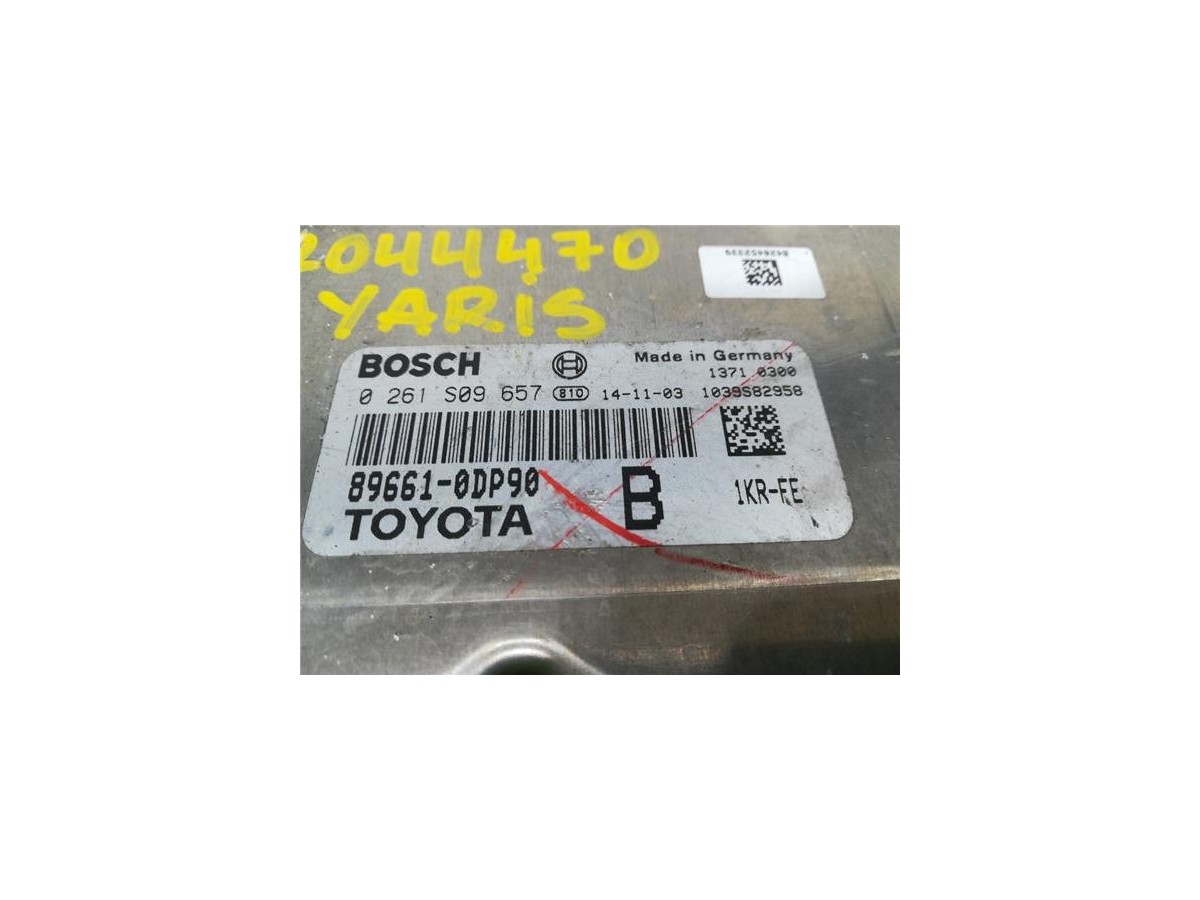 2044470
YARIS
84264452339
BOSCH
Made in Germany
1371 0300
0 261 S09 657 810 14-11-03 1039S82958
89661-0DP90
B
1KR-FE
TOYOTA